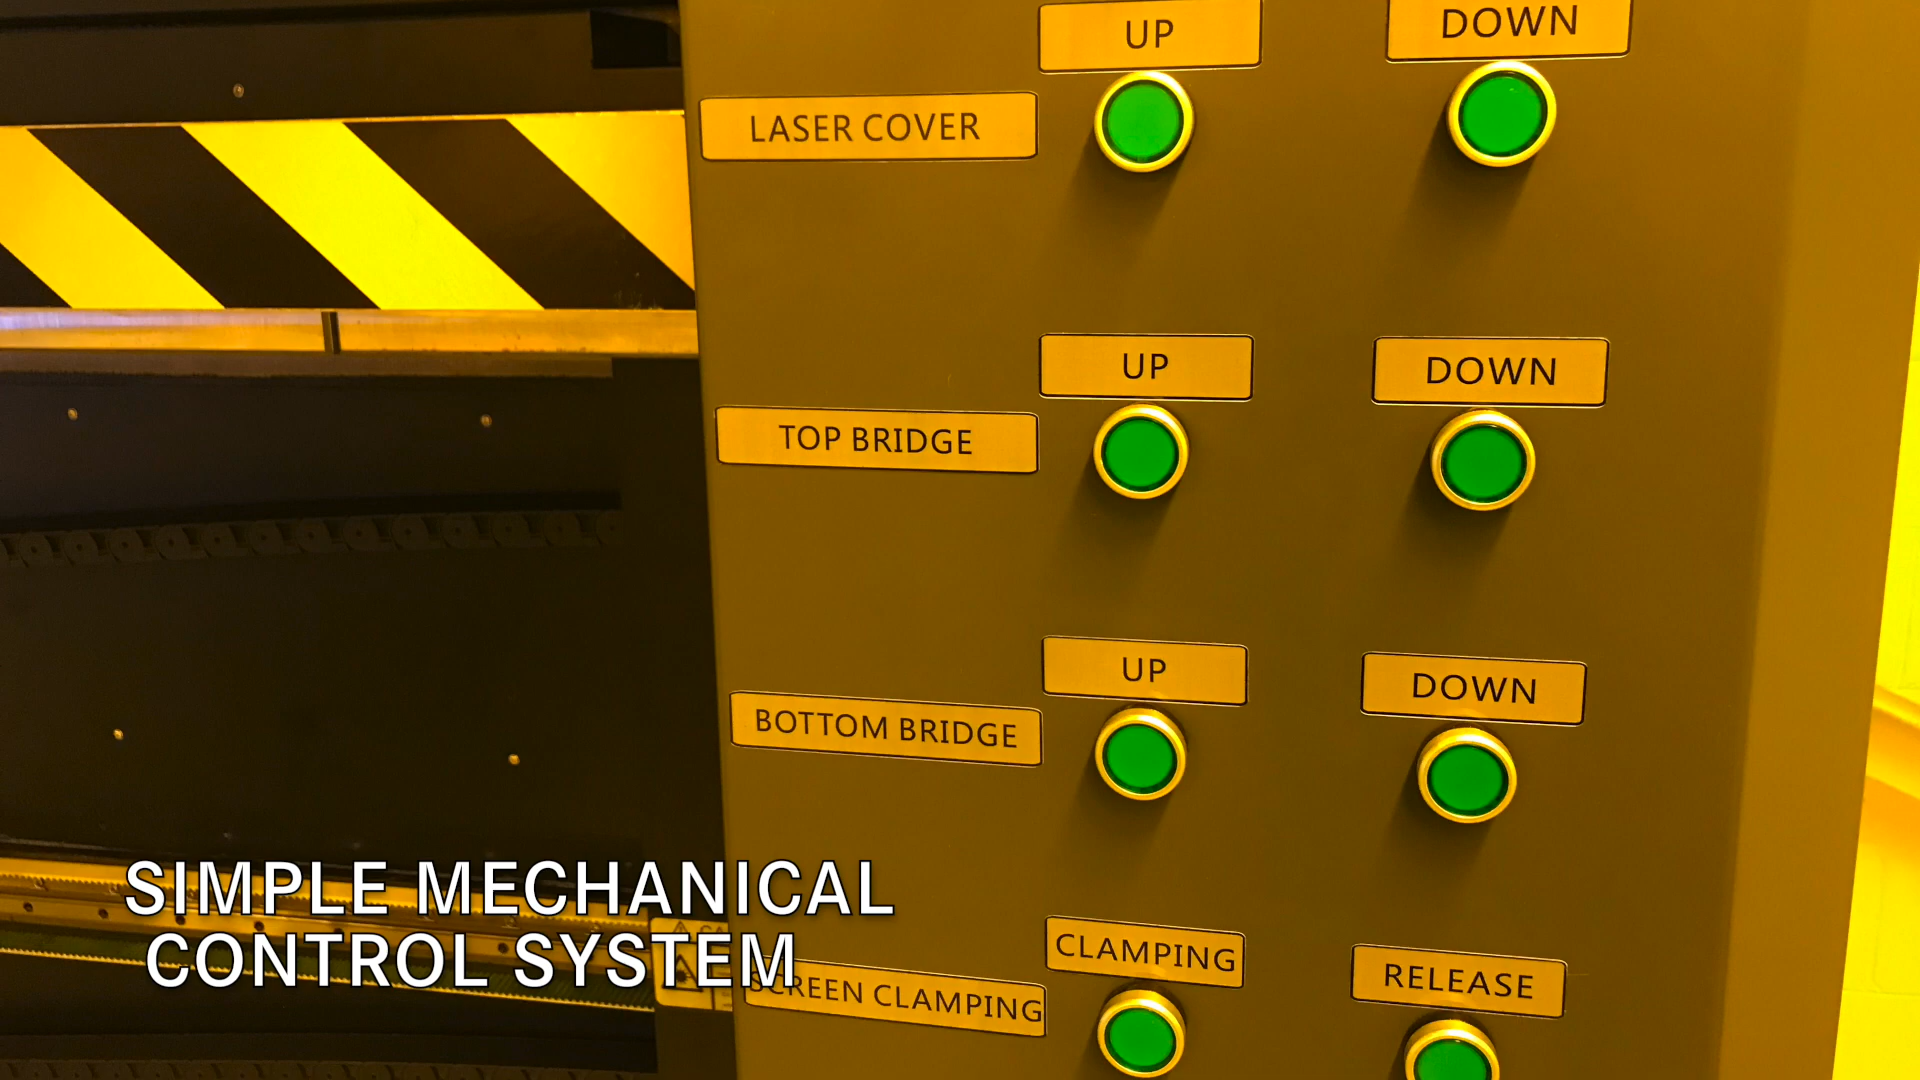 UP
DOWN
LASER COVER
UP
DOWN
TOP BRIDGE
UP
DOWN
BOTTOM BRIDGE
SIMPLE MECHANICAL
CONTROL SYSTEM
CLAMPING
RELEASE
SCREEN CLAMPING